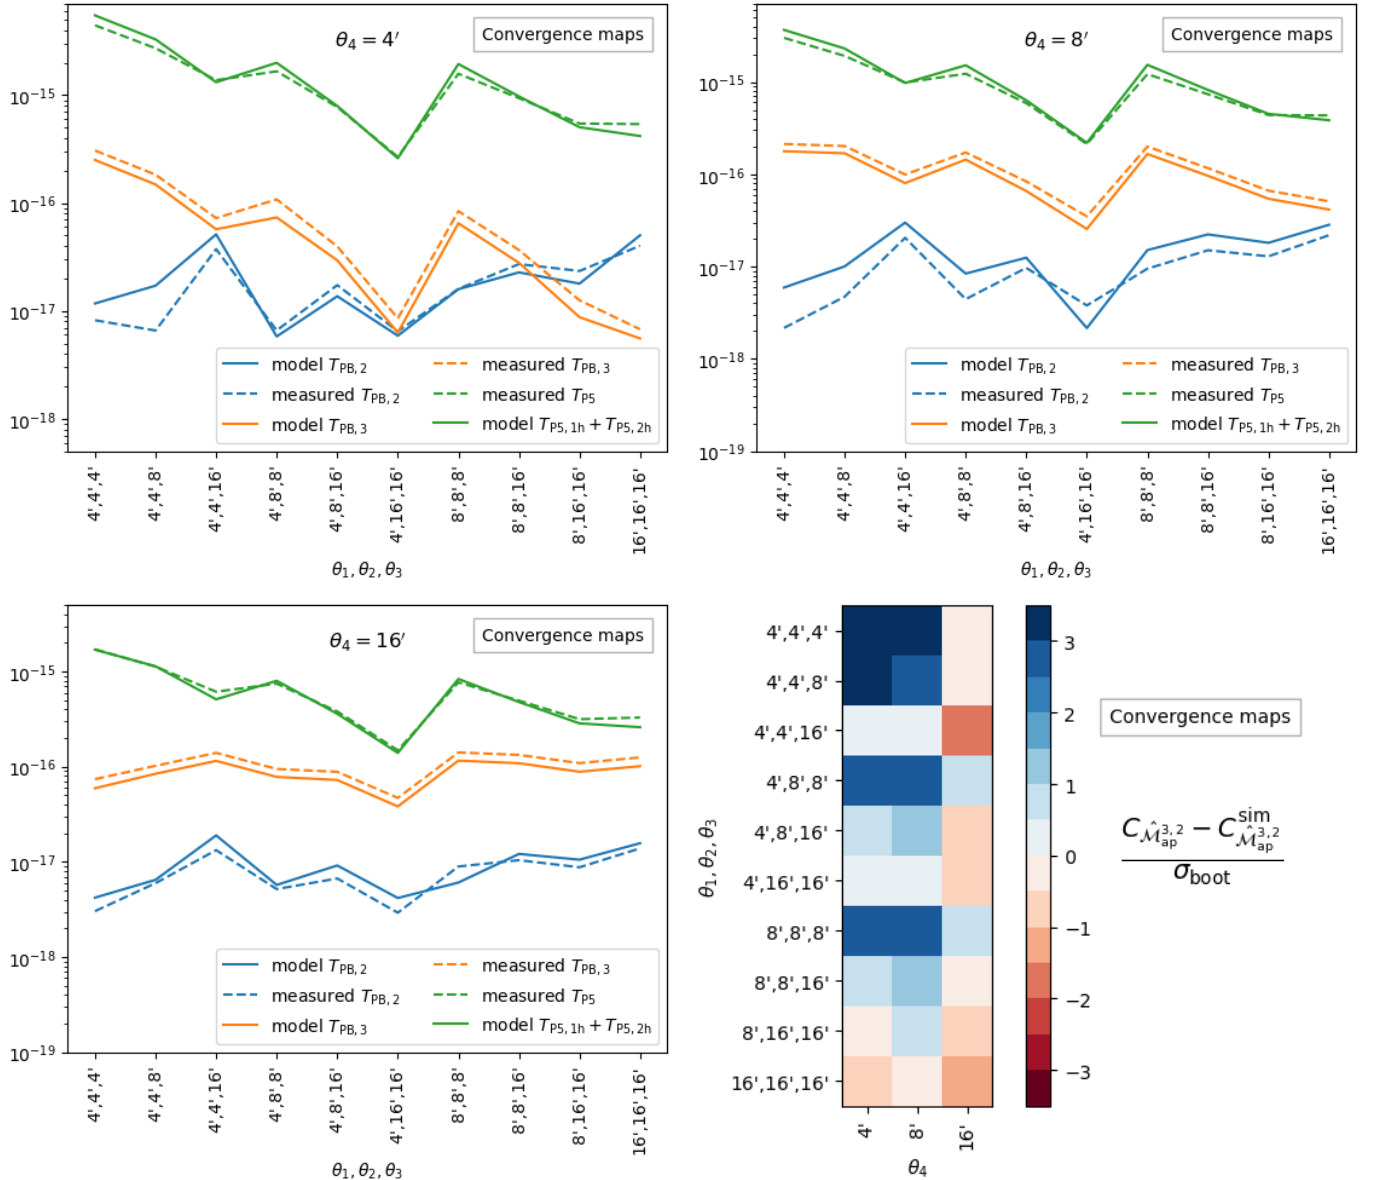 θ₄ = 4′
Convergence maps
10⁻¹⁵
10⁻¹⁶
10⁻¹⁷
10⁻¹⁸
model T_PB,2
measured T_PB,2
model T_PB,3
measured T_PB,3
measured T_P5
model T_P5,1h + T_P5,2h
4',4',4'
4',4',8'
4',4',16'
4',8',8'
4',8',16'
4',16',16'
8',8',8'
8',8',16'
8',16',16'
16',16',16'
θ₁, θ₂, θ₃
θ₄ = 8′
Convergence maps
10⁻¹⁵
10⁻¹⁶
10⁻¹⁷
10⁻¹⁸
10⁻¹⁹
model T_PB,2
measured T_PB,2
model T_PB,3
measured T_PB,3
measured T_P5
model T_P5,1h + T_P5,2h
4',4',4'
4',4',8'
4',4',16'
4',8',8'
4',8',16'
4',16',16'
8',8',8'
8',8',16'
8',16',16'
16',16',16'
θ₁, θ₂, θ₃
θ₄ = 16′
Convergence maps
10⁻¹⁵
10⁻¹⁶
10⁻¹⁷
10⁻¹⁸
10⁻¹⁹
model T_PB,2
measured T_PB,2
model T_PB,3
measured T_PB,3
measured T_P5
model T_P5,1h + T_P5,2h
4',4',4'
4',4',8'
4',4',16'
4',8',8'
4',8',16'
4',16',16'
8',8',8'
8',8',16'
8',16',16'
16',16',16'
θ₁, θ₂, θ₃
θ₁, θ₂, θ₃
4',4',4'
4',4',8'
4',4',16'
4',8',8'
4',8',16'
4',16',16'
8',8',8'
8',8',16'
8',16',16'
16',16',16'
4'
8'
16'
θ₄
3
2
1
0
−1
−2
−3
Convergence maps
C_{\hat{M}_ap^{3,2}} − C^{sim}_{\hat{M}_ap^{3,2}}
σ_boot